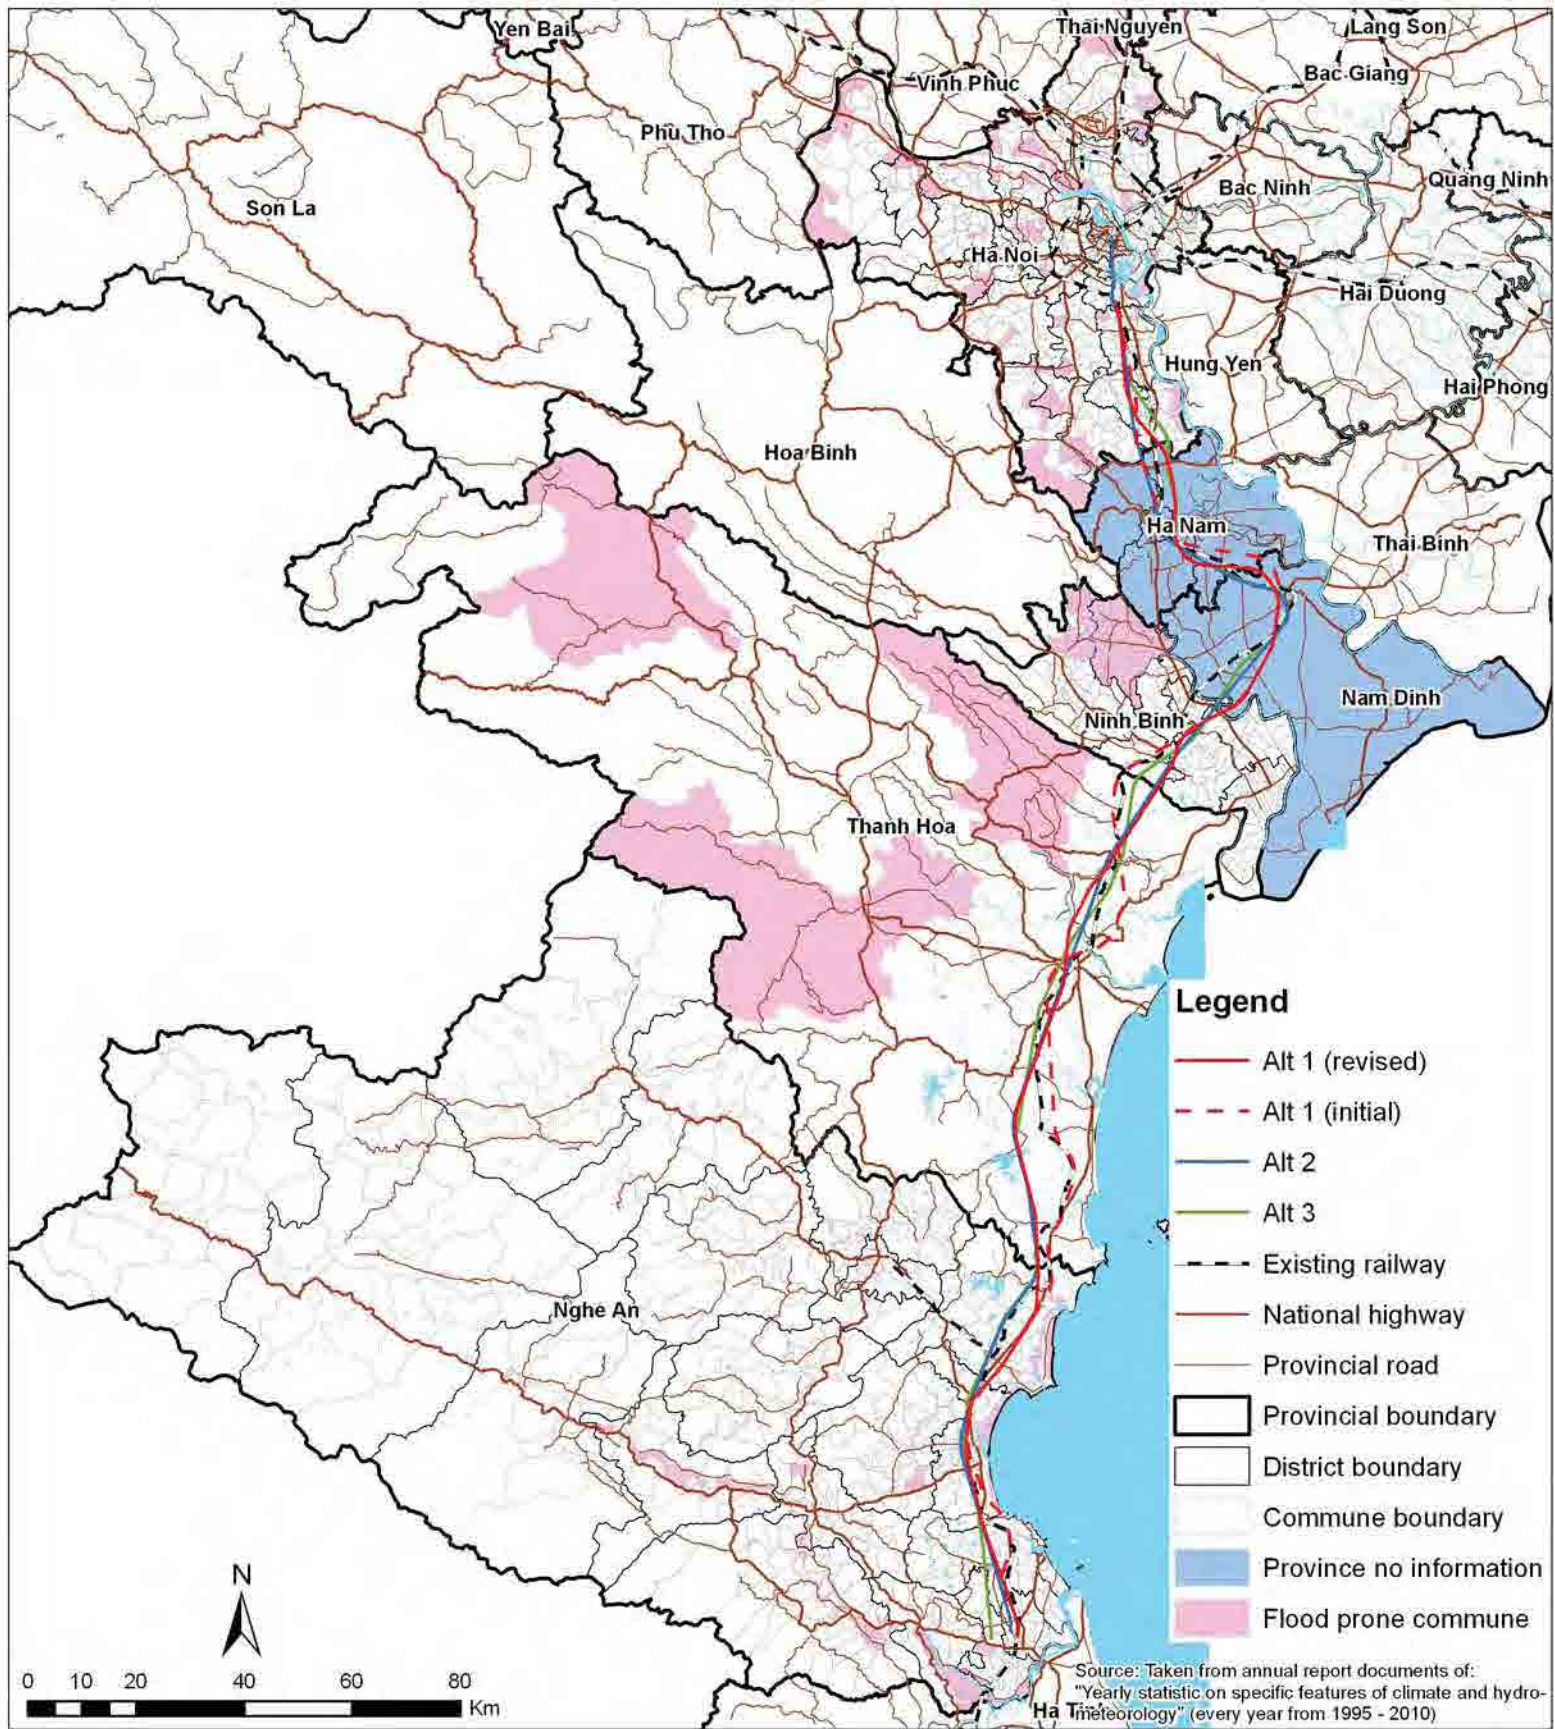 Yen Bai
Thai Nguyen
Lang Son
Vinh Phuc
Bac Giang
Phu Tho
Bac Ninh
Quang Ninh
Son La
Ha Noi
Hai Duong
Hung Yen
Hai Phong
Hoa Binh
Ha Nam
Thai Binh
Nam Dinh
Ninh Binh
Thanh Hoa
Nghe An
Legend
Alt 1 (revised)
Alt 1 (initial)
Alt 2
Alt 3
Existing railway
National highway
Provincial road
Provincial boundary
District boundary
Commune boundary
Province no information
Flood prone commune
N
0 10 20 40 60 80
Km
Source: Taken from annual report documents of:
"Yearly statistic on specific features of climate and hydro-
meteorology" (every year from 1995 - 2010)
Ha